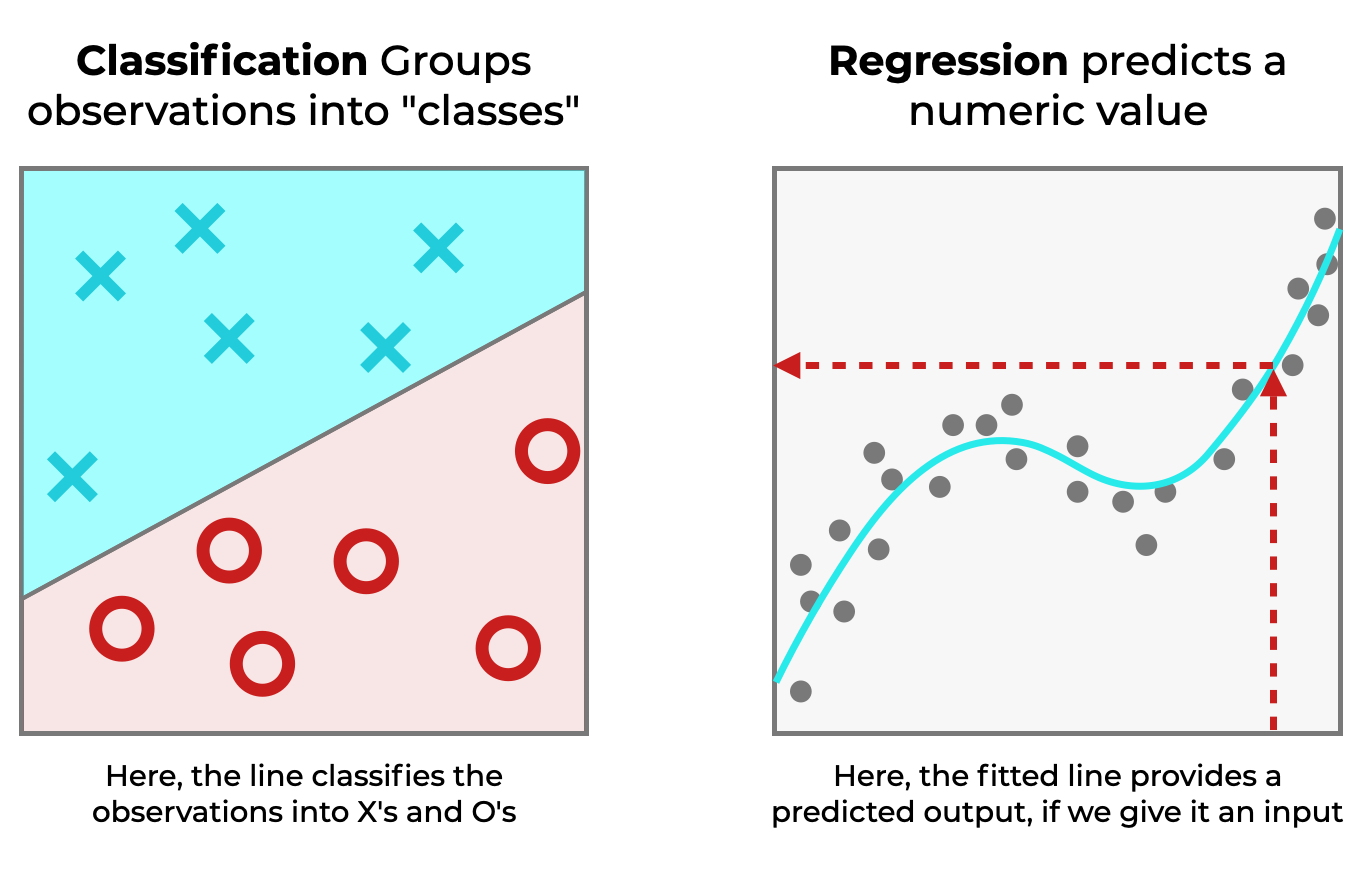 Classification Groups
observations into "classes"
Regression predicts a
numeric value
Here, the line classifies the
observations into X's and O's
Here, the fitted line provides a
predicted output, if we give it an input